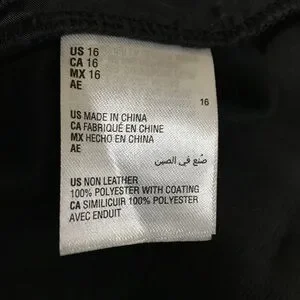 US 16
CA 16
MX 16
AE
16
US MADE IN CHINA
CA FABRIQUÉ EN CHINE
MX HECHO EN CHINA
AE
صُنع في الصين
US NON LEATHER
100% POLYESTER WITH COATING
CA SIMILICUIR 100% POLYESTER
AVEC ENDUIT